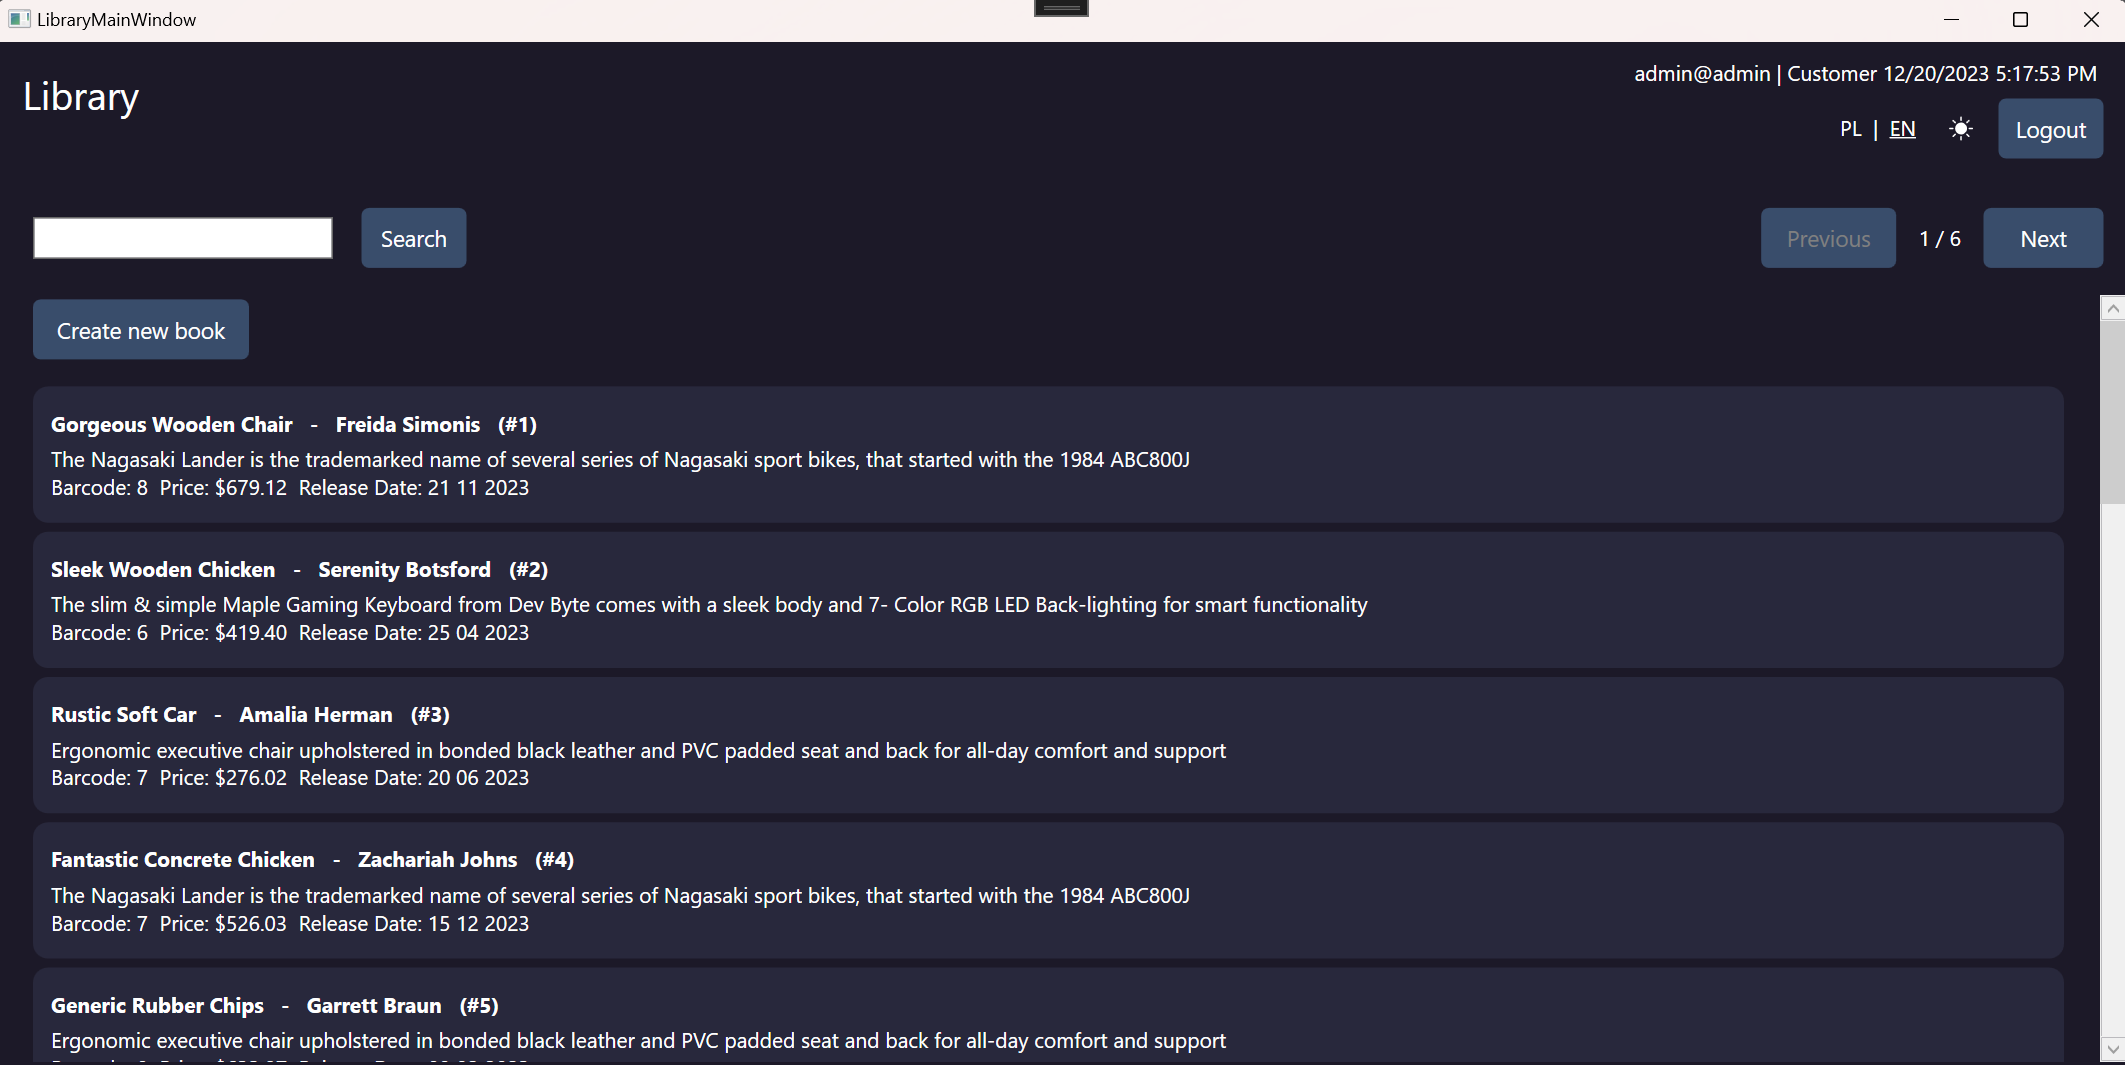 LibraryMainWindow
Library
admin@admin | Customer 12/20/2023 5:17:53 PM
PL | EN
Logout
Search
Previous
1 / 6
Next
Create new book
Gorgeous Wooden Chair - Freida Simonis (#1)
The Nagasaki Lander is the trademarked name of several series of Nagasaki sport bikes, that started with the 1984 ABC800J
Barcode: 8 Price: $679.12 Release Date: 21 11 2023
Sleek Wooden Chicken - Serenity Botsford (#2)
The slim & simple Maple Gaming Keyboard from Dev Byte comes with a sleek body and 7- Color RGB LED Back-lighting for smart functionality
Barcode: 6 Price: $419.40 Release Date: 25 04 2023
Rustic Soft Car - Amalia Herman (#3)
Ergonomic executive chair upholstered in bonded black leather and PVC padded seat and back for all-day comfort and support
Barcode: 7 Price: $276.02 Release Date: 20 06 2023
Fantastic Concrete Chicken - Zachariah Johns (#4)
The Nagasaki Lander is the trademarked name of several series of Nagasaki sport bikes, that started with the 1984 ABC800J
Barcode: 7 Price: $526.03 Release Date: 15 12 2023
Generic Rubber Chips - Garrett Braun (#5)
Ergonomic executive chair upholstered in bonded black leather and PVC padded seat and back for all-day comfort and support